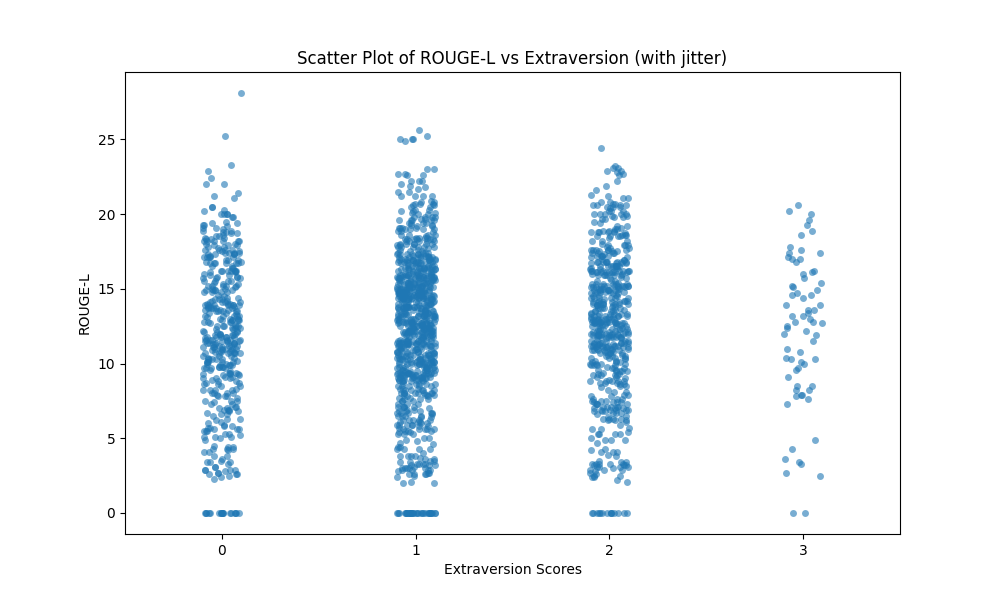 Scatter Plot of ROUGE-L vs Extraversion (with jitter)
ROUGE-L
25
20
15
10
5
0
0 1 2 3
Extraversion Scores